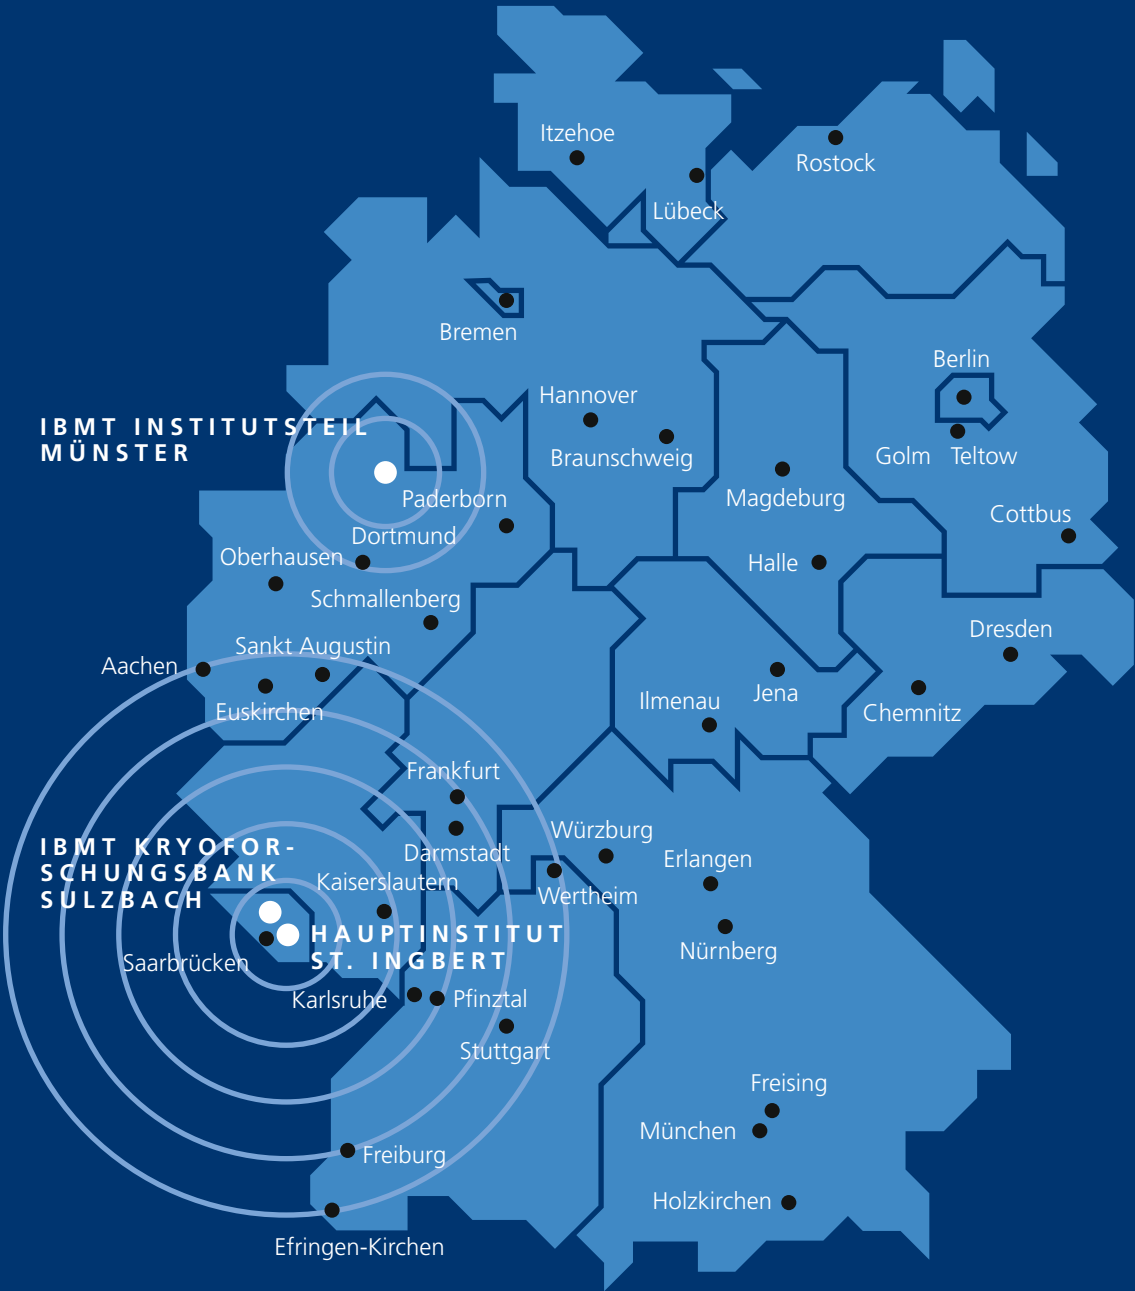 Itzehoe
Rostock
Lübeck
Bremen
Berlin
Hannover
IBMT INSTITUTSTEIL
MÜNSTER
Braunschweig
Golm
Teltow
Paderborn
Magdeburg
Cottbus
Dortmund
Oberhausen
Halle
Schmallenberg
Dresden
Sankt Augustin
Aachen
Jena
Ilmenau
Euskirchen
Chemnitz
Frankfurt
Würzburg
IBMT KRYOFOR-
SCHUNGSBANK
SULZBACH
Darmstadt
Erlangen
Kaiserslautern
Wertheim
HAUPTINSTITUT
ST. INGBERT
Nürnberg
Saarbrücken
Karlsruhe
Pfinztal
Stuttgart
Freising
München
Freiburg
Holzkirchen
Efringen-Kirchen